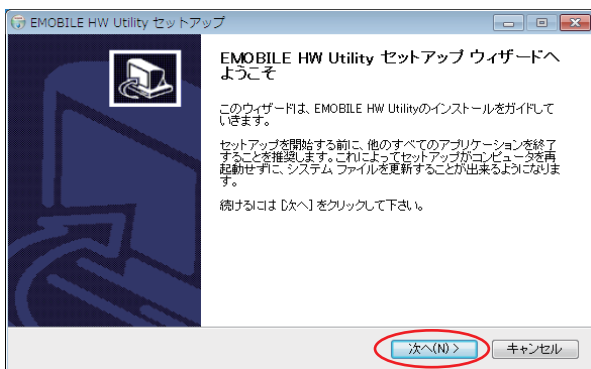 EMOBILE HW Utility セットアップ
EMOBILE HW Utility セットアップ ウィザードへ
ようこそ
このウィザードは、EMOBILE HW Utilityのインストールをガイドして
いきます。
セットアップを開始する前に、他のすべてのアプリケーションを終了
することを推奨します。これによってセットアップがコンピュータを再
起動せずに、システム ファイルを更新することが出来るようになりま
す。
続けるには [次へ] をクリックして下さい。
次へ(N) >
キャンセル